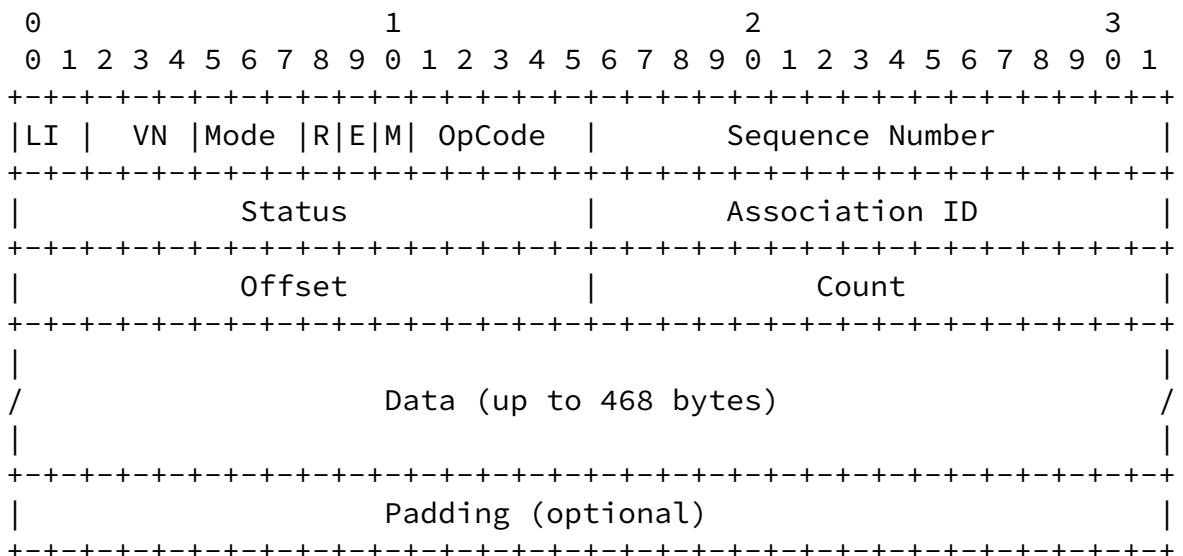 0                   1                   2                   3
 0 1 2 3 4 5 6 7 8 9 0 1 2 3 4 5 6 7 8 9 0 1 2 3 4 5 6 7 8 9 0 1
+-+-+-+-+-+-+-+-+-+-+-+-+-+-+-+-+-+-+-+-+-+-+-+-+-+-+-+-+-+-+-+-+
|LI |  VN |Mode |R|E|M| OpCode  |       Sequence Number         |
+-+-+-+-+-+-+-+-+-+-+-+-+-+-+-+-+-+-+-+-+-+-+-+-+-+-+-+-+-+-+-+-+
|            Status             |       Association ID          |
+-+-+-+-+-+-+-+-+-+-+-+-+-+-+-+-+-+-+-+-+-+-+-+-+-+-+-+-+-+-+-+-+
|            Offset             |            Count              |
+-+-+-+-+-+-+-+-+-+-+-+-+-+-+-+-+-+-+-+-+-+-+-+-+-+-+-+-+-+-+-+-+
|                                                               |
/                    Data (up to 468 bytes)                     /
|                                                               |
+-+-+-+-+-+-+-+-+-+-+-+-+-+-+-+-+-+-+-+-+-+-+-+-+-+-+-+-+-+-+-+-+
|                    Padding (optional)                         |
+-+-+-+-+-+-+-+-+-+-+-+-+-+-+-+-+-+-+-+-+-+-+-+-+-+-+-+-+-+-+-+-+